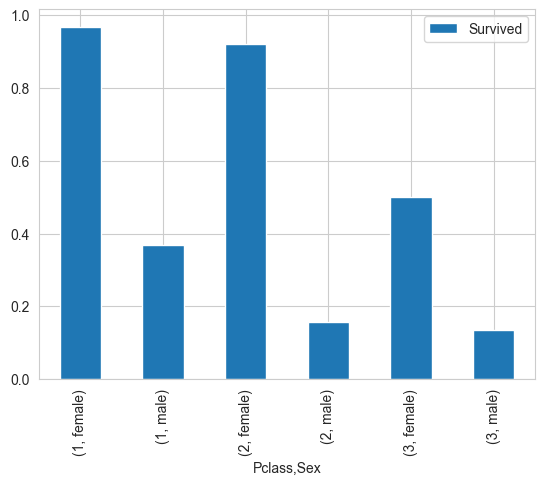 1.0
Survived
0.8
0.6
0.4
0.2
0.0
(1, female)
(1, male)
(2, female)
(2, male)
(3, female)
(3, male)
Pclass,Sex